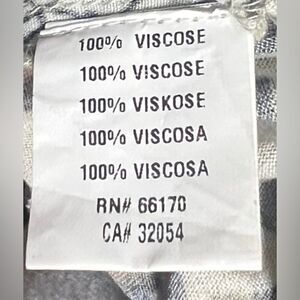 100% VISCOSE
100% VISCOSE
100% VISKOSE
100% VISCOSA
100% VISCOSA
RN# 66170
CA# 32054